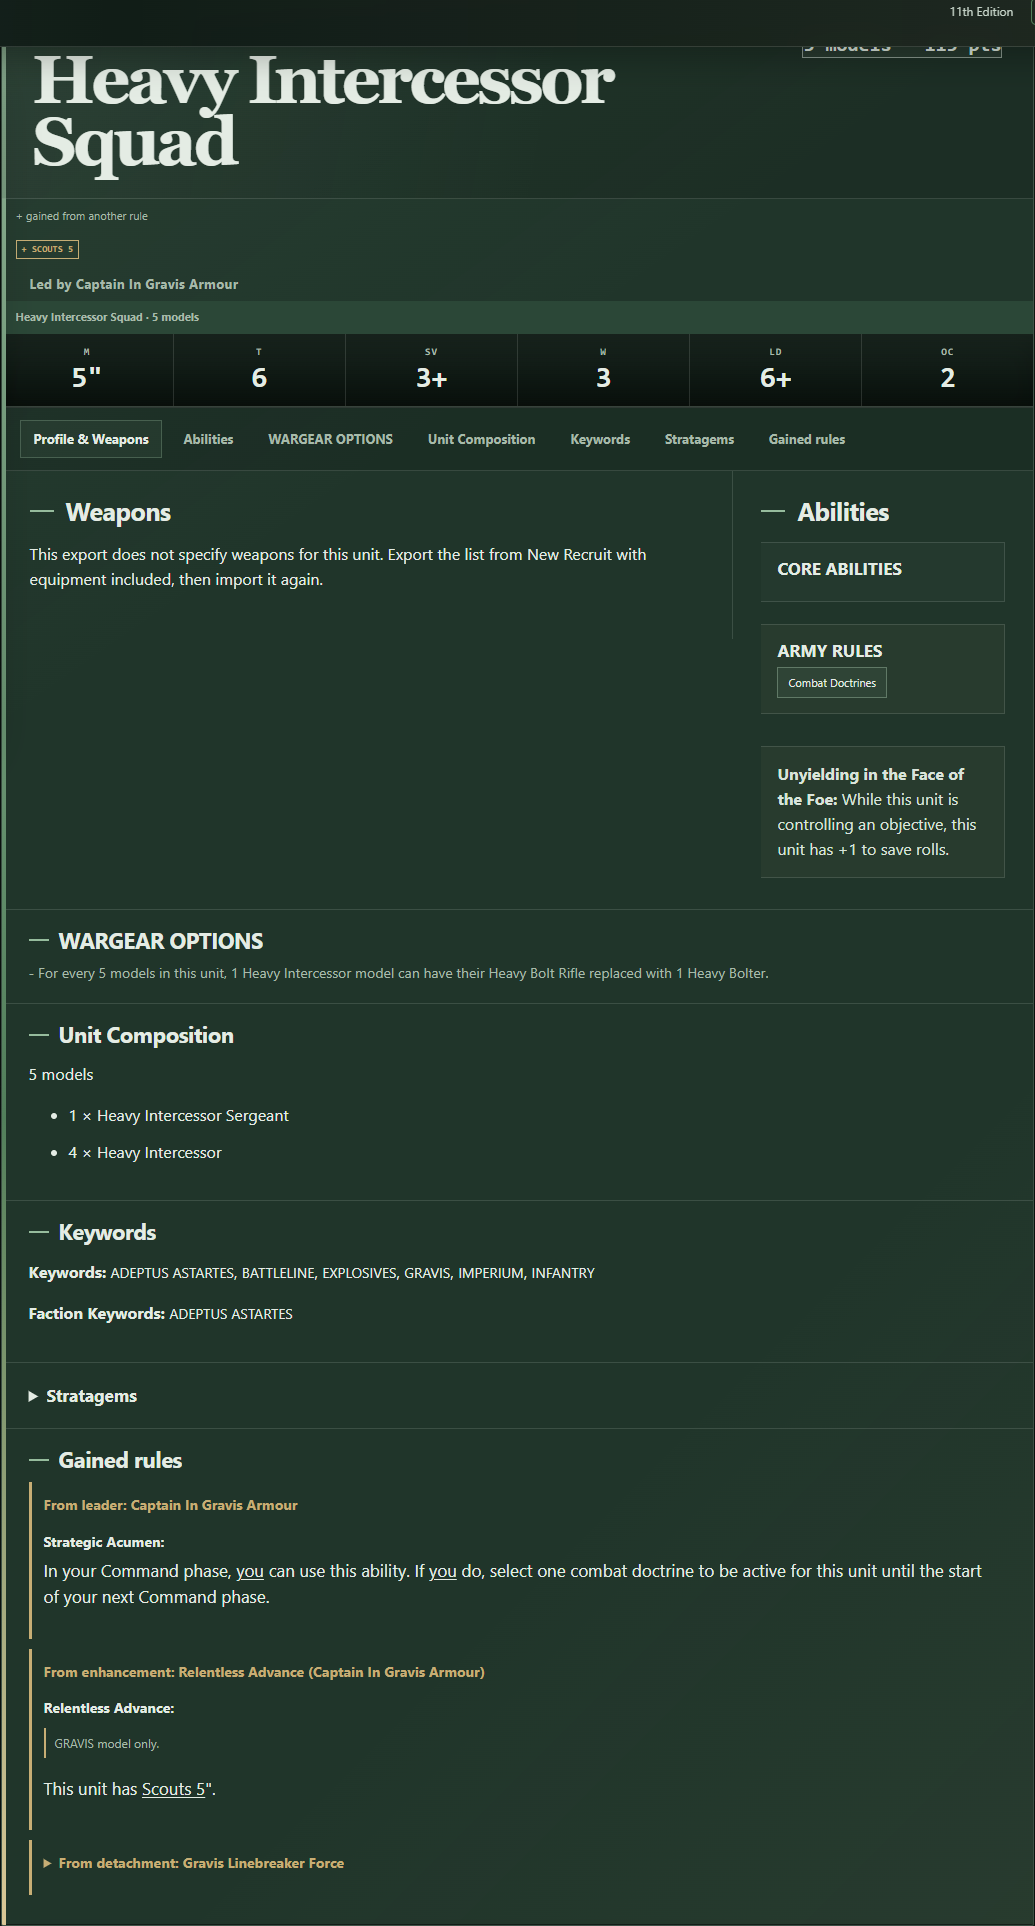 11th Edition
5 models 115 pts
Heavy Intercessor
Squad
+ gained from another rule
+ SCOUTS 5
Led by Captain In Gravis Armour
Heavy Intercessor Squad · 5 models
M T SV W LD OC
5" 6 3+ 3 6+ 2
Profile & Weapons Abilities WARGEAR OPTIONS Unit Composition Keywords Stratagems Gained rules
Weapons
This export does not specify weapons for this unit. Export the list from New Recruit with
equipment included, then import it again.
Abilities
CORE ABILITIES
ARMY RULES
Combat Doctrines
Unyielding in the Face of
the Foe: While this unit is
controlling an objective, this
unit has +1 to save rolls.
WARGEAR OPTIONS
- For every 5 models in this unit, 1 Heavy Intercessor model can have their Heavy Bolt Rifle replaced with 1 Heavy Bolter.
Unit Composition
5 models
• 1 × Heavy Intercessor Sergeant
• 4 × Heavy Intercessor
Keywords
Keywords: ADEPTUS ASTARTES, BATTLELINE, EXPLOSIVES, GRAVIS, IMPERIUM, INFANTRY
Faction Keywords: ADEPTUS ASTARTES
Stratagems
Gained rules
From leader: Captain In Gravis Armour
Strategic Acumen:
In your Command phase, you can use this ability. If you do, select one combat doctrine to be active for this unit until the start
of your next Command phase.
From enhancement: Relentless Advance (Captain In Gravis Armour)
Relentless Advance:
GRAVIS model only.
This unit has Scouts 5".
From detachment: Gravis Linebreaker Force